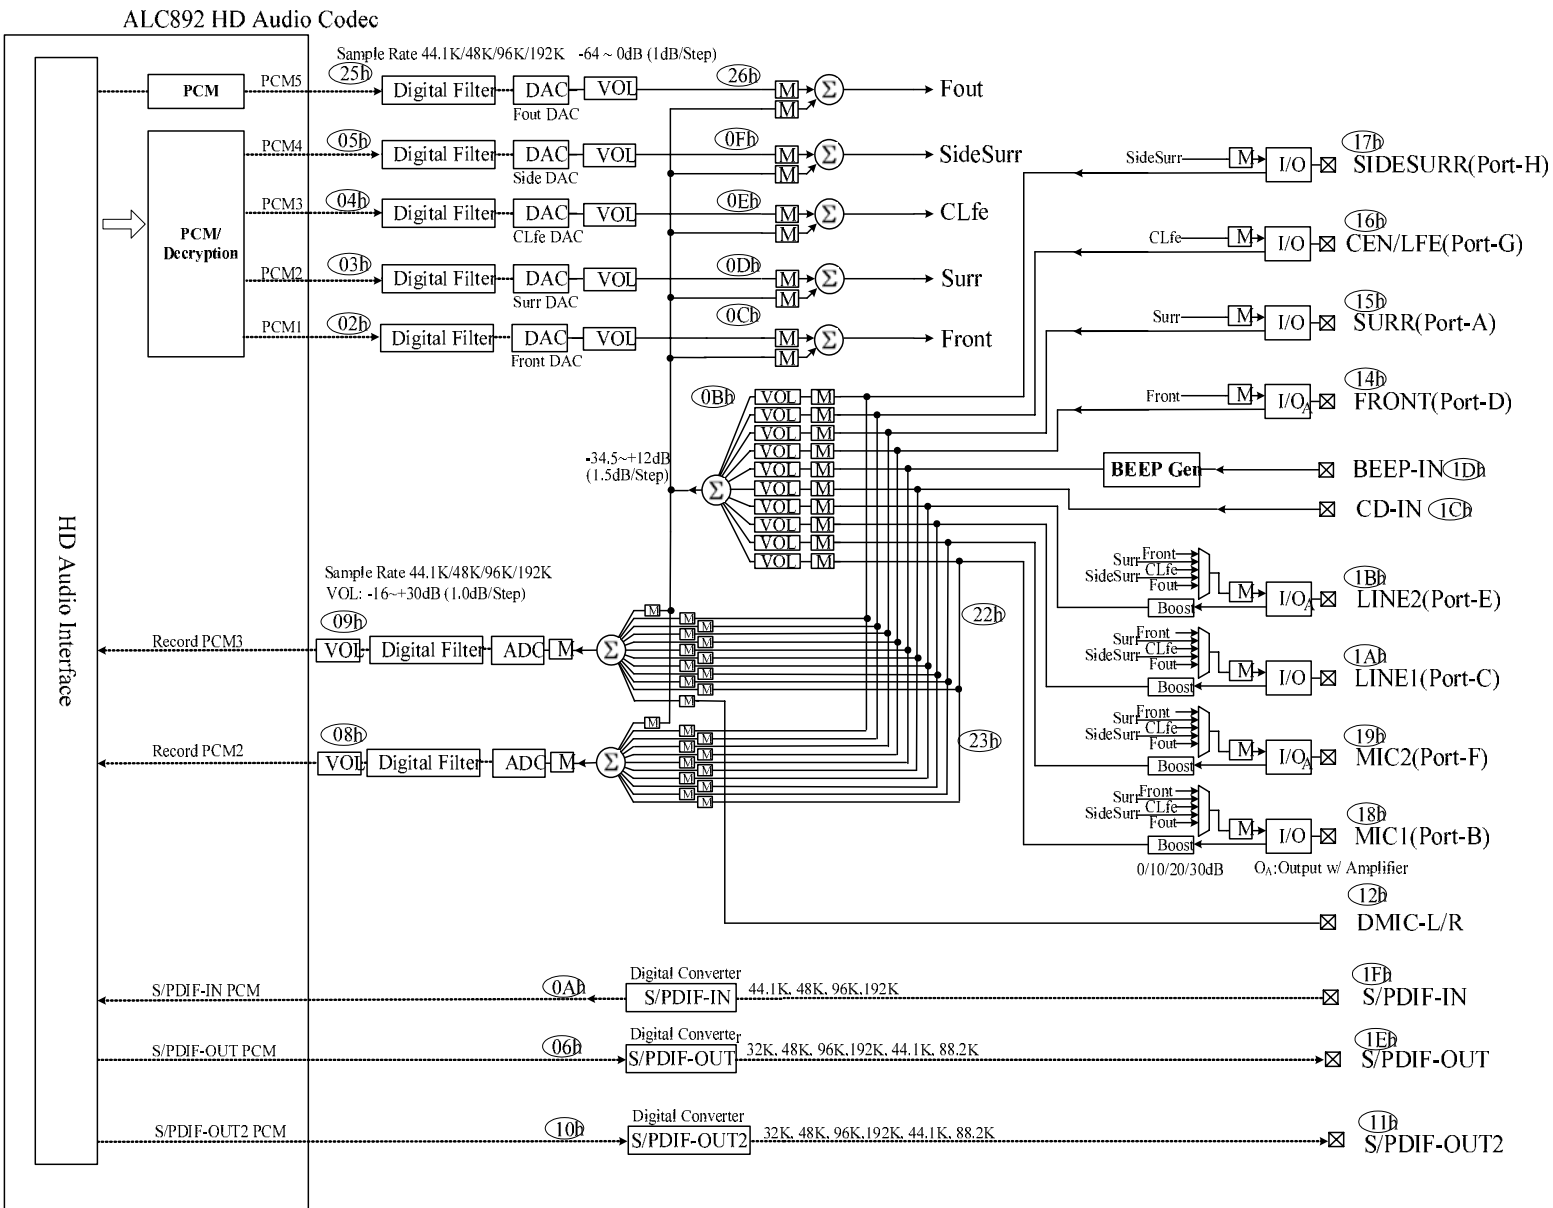 ALC892 HD Audio Codec
Sample Rate 44.1K/48K/96K/192K -64 ~ 0dB (1dB/Step)
PCM PCM5 25h Digital Filter DAC VOL 26h M Σ Fout
Fout DAC M
PCM4 05h Digital Filter DAC VOL 0Fh M Σ SideSurr
Side DAC M
PCM3 04h Digital Filter DAC VOL 0Eh M Σ CLfe
CLfe DAC M
PCM/
Decryption
PCM2 03h Digital Filter DAC VOL 0Dh M Σ Surr
Surr DAC M
PCM1 02h Digital Filter DAC VOL 0Ch M Σ Front
Front DAC M
17h
SideSurr M I/O SIDESURR(Port-H)
16h
CLfe M I/O CEN/LFE(Port-G)
15h
Surr M I/O SURR(Port-A)
14h
Front M I/OA FRONT(Port-D)
0Bh
VOL M
VOL M
VOL M
VOL M
VOL M
VOL M
VOL M
VOL M
VOL M
VOL M
-34.5~+12dB
(1.5dB/Step)
Σ
BEEP Gen BEEP-IN 1Dh
CD-IN 1Ch
HD Audio Interface
Front
Surr
CLfe
SideSurr
Fout
M I/OA 1Bh
LINE2(Port-E)
Boost
Front
Surr
CLfe
SideSurr
Fout
M I/O 1Ah
LINE1(Port-C)
Boost
Front
Surr
CLfe
SideSurr
Fout
M I/OA 19h
MIC2(Port-F)
Boost
Front
Surr
CLfe
SideSurr
Fout
M I/O 18h
MIC1(Port-B)
Boost
0/10/20/30dB OA:Output w/ Amplifier
12h
DMIC-L/R
Sample Rate 44.1K/48K/96K/192K
VOL: -16~+30dB (1.0dB/Step)
22h
Record PCM3 09h VOL Digital Filter ADC M Σ
M
M
M
M
M
M
M
M
M
M
M
M
23h
Record PCM2 08h VOL Digital Filter ADC M Σ
M
M
M
M
M
M
M
M
M
M
M
Digital Converter
S/PDIF-IN PCM 0Ah S/PDIF-IN 44.1K, 48K, 96K,192K 1Fh
S/PDIF-IN
Digital Converter
S/PDIF-OUT PCM 06h S/PDIF-OUT 32K, 48K, 96K,192K, 44.1K, 88.2K 1Eh
S/PDIF-OUT
Digital Converter
S/PDIF-OUT2 PCM 10h S/PDIF-OUT2 32K, 48K, 96K,192K, 44.1K, 88.2K 11h
S/PDIF-OUT2